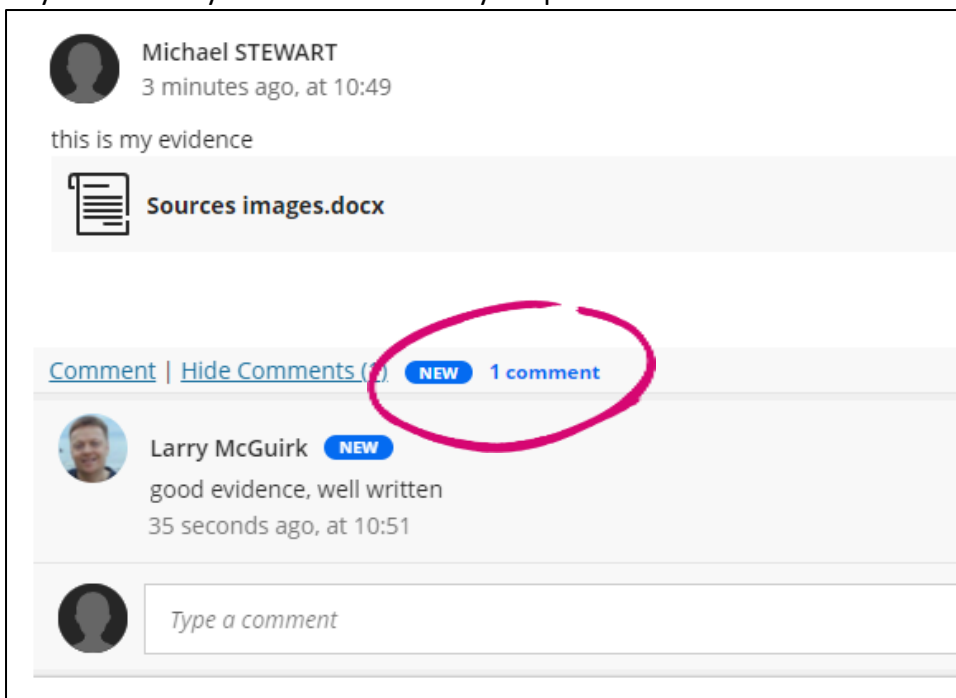 Michael STEWART
3 minutes ago, at 10:49
this is my evidence
Sources images.docx
Comment | Hide Comments (1) NEW 1 comment
Larry McGuirk NEW
good evidence, well written
35 seconds ago, at 10:51
Type a comment